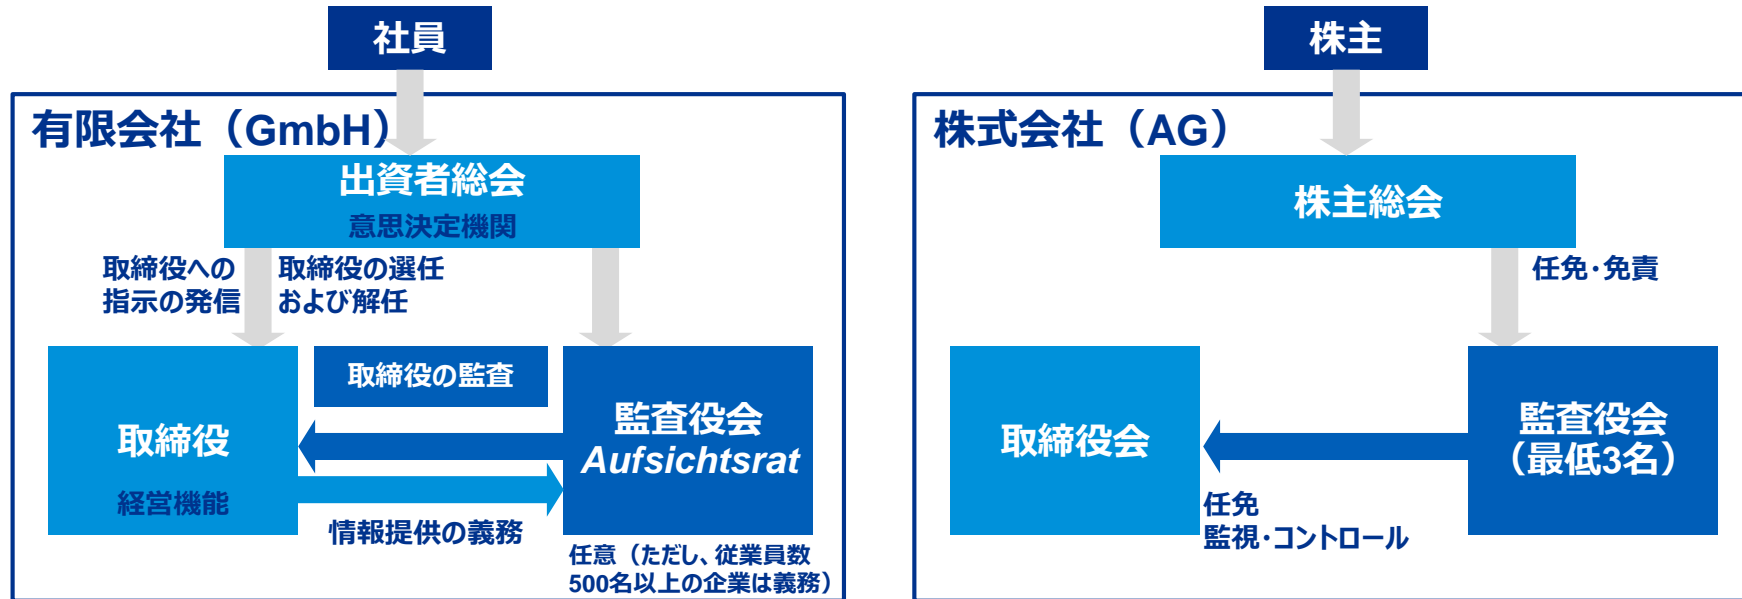 社員
有限会社（GmbH）
出資者総会
意思決定機関
取締役への
指示の発信
取締役の選任
および解任
取締役の監査
取締役
経営機能
監査役会
Aufsichtsrat
情報提供の義務
任意（ただし、従業員数
500名以上の企業は義務）
株主
株式会社（AG）
株主総会
任免・免責
取締役会
監査役会
（最低3名）
任免
監視・コントロール